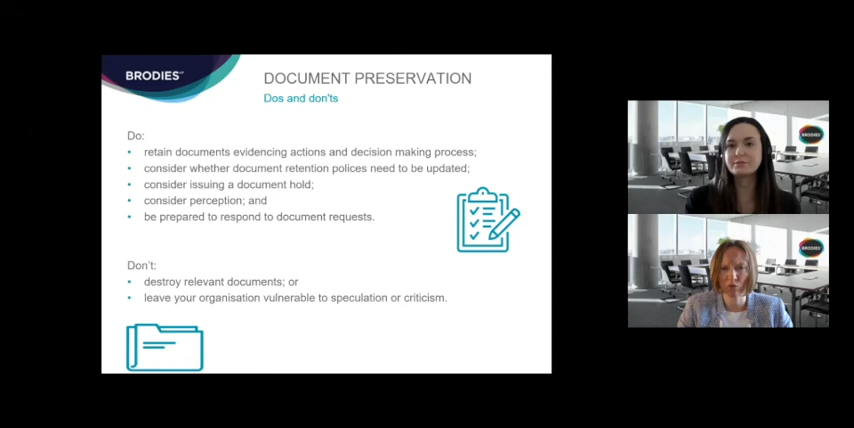 BRODIES LLP
DOCUMENT PRESERVATION
Dos and don'ts
Do:
• retain documents evidencing actions and decision making process;
• consider whether document retention polices need to be updated;
• consider issuing a document hold;
• consider perception; and
• be prepared to respond to document requests.
Don't:
• destroy relevant documents; or
• leave your organisation vulnerable to speculation or criticism.
BRODIES
BRODIES